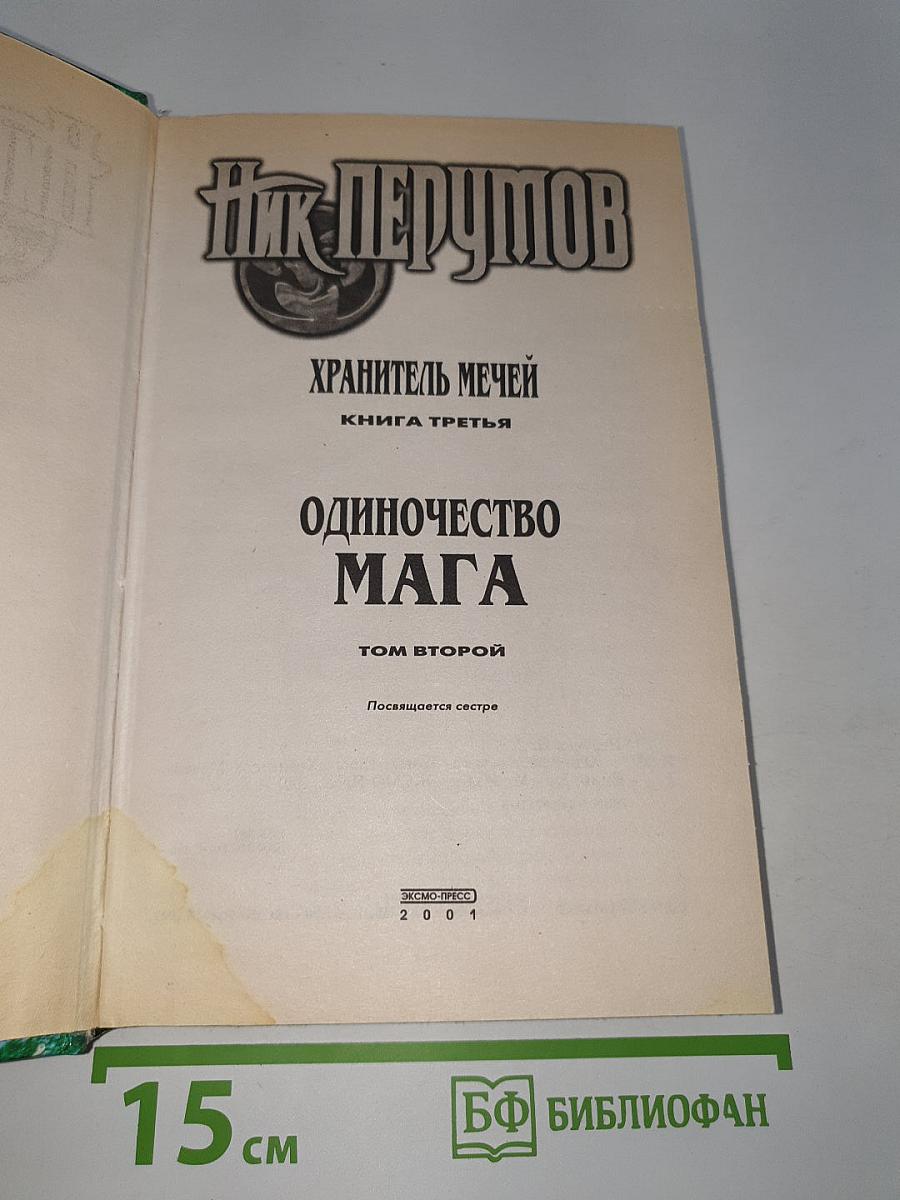 Ник ПЕРУМОВ
ХРАНИТЕЛЬ МЕЧЕЙ
КНИГА ТРЕТЬЯ
ОДИНОЧЕСТВО
МАГА
ТОМ ВТОРОЙ
Посвящается сестре
ЭКСМО-ПРЕСС
2001
15 см
БФ БИБЛИОФАН